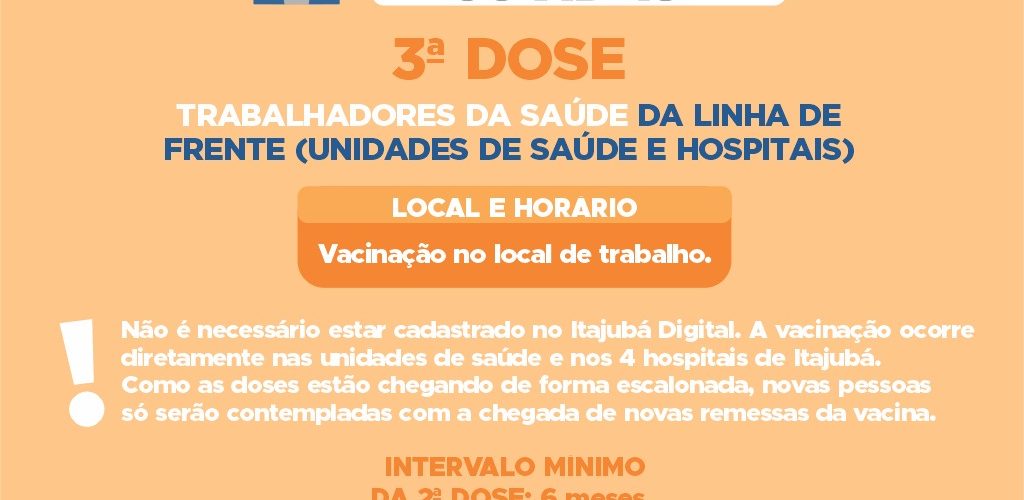 3ª DOSE
TRABALHADORES DA SAÚDE DA LINHA DE
FRENTE (UNIDADES DE SAÚDE E HOSPITAIS)
LOCAL E HORARIO
Vacinação no local de trabalho.
Não é necessário estar cadastrado no Itajubá Digital. A vacinação ocorre
diretamente nas unidades de saúde e nos 4 hospitais de Itajubá.
Como as doses estão chegando de forma escalonada, novas pessoas
só serão contempladas com a chegada de novas remessas da vacina.
INTERVALO MÍNIMO
DA 2ª DOSE: 6 meses